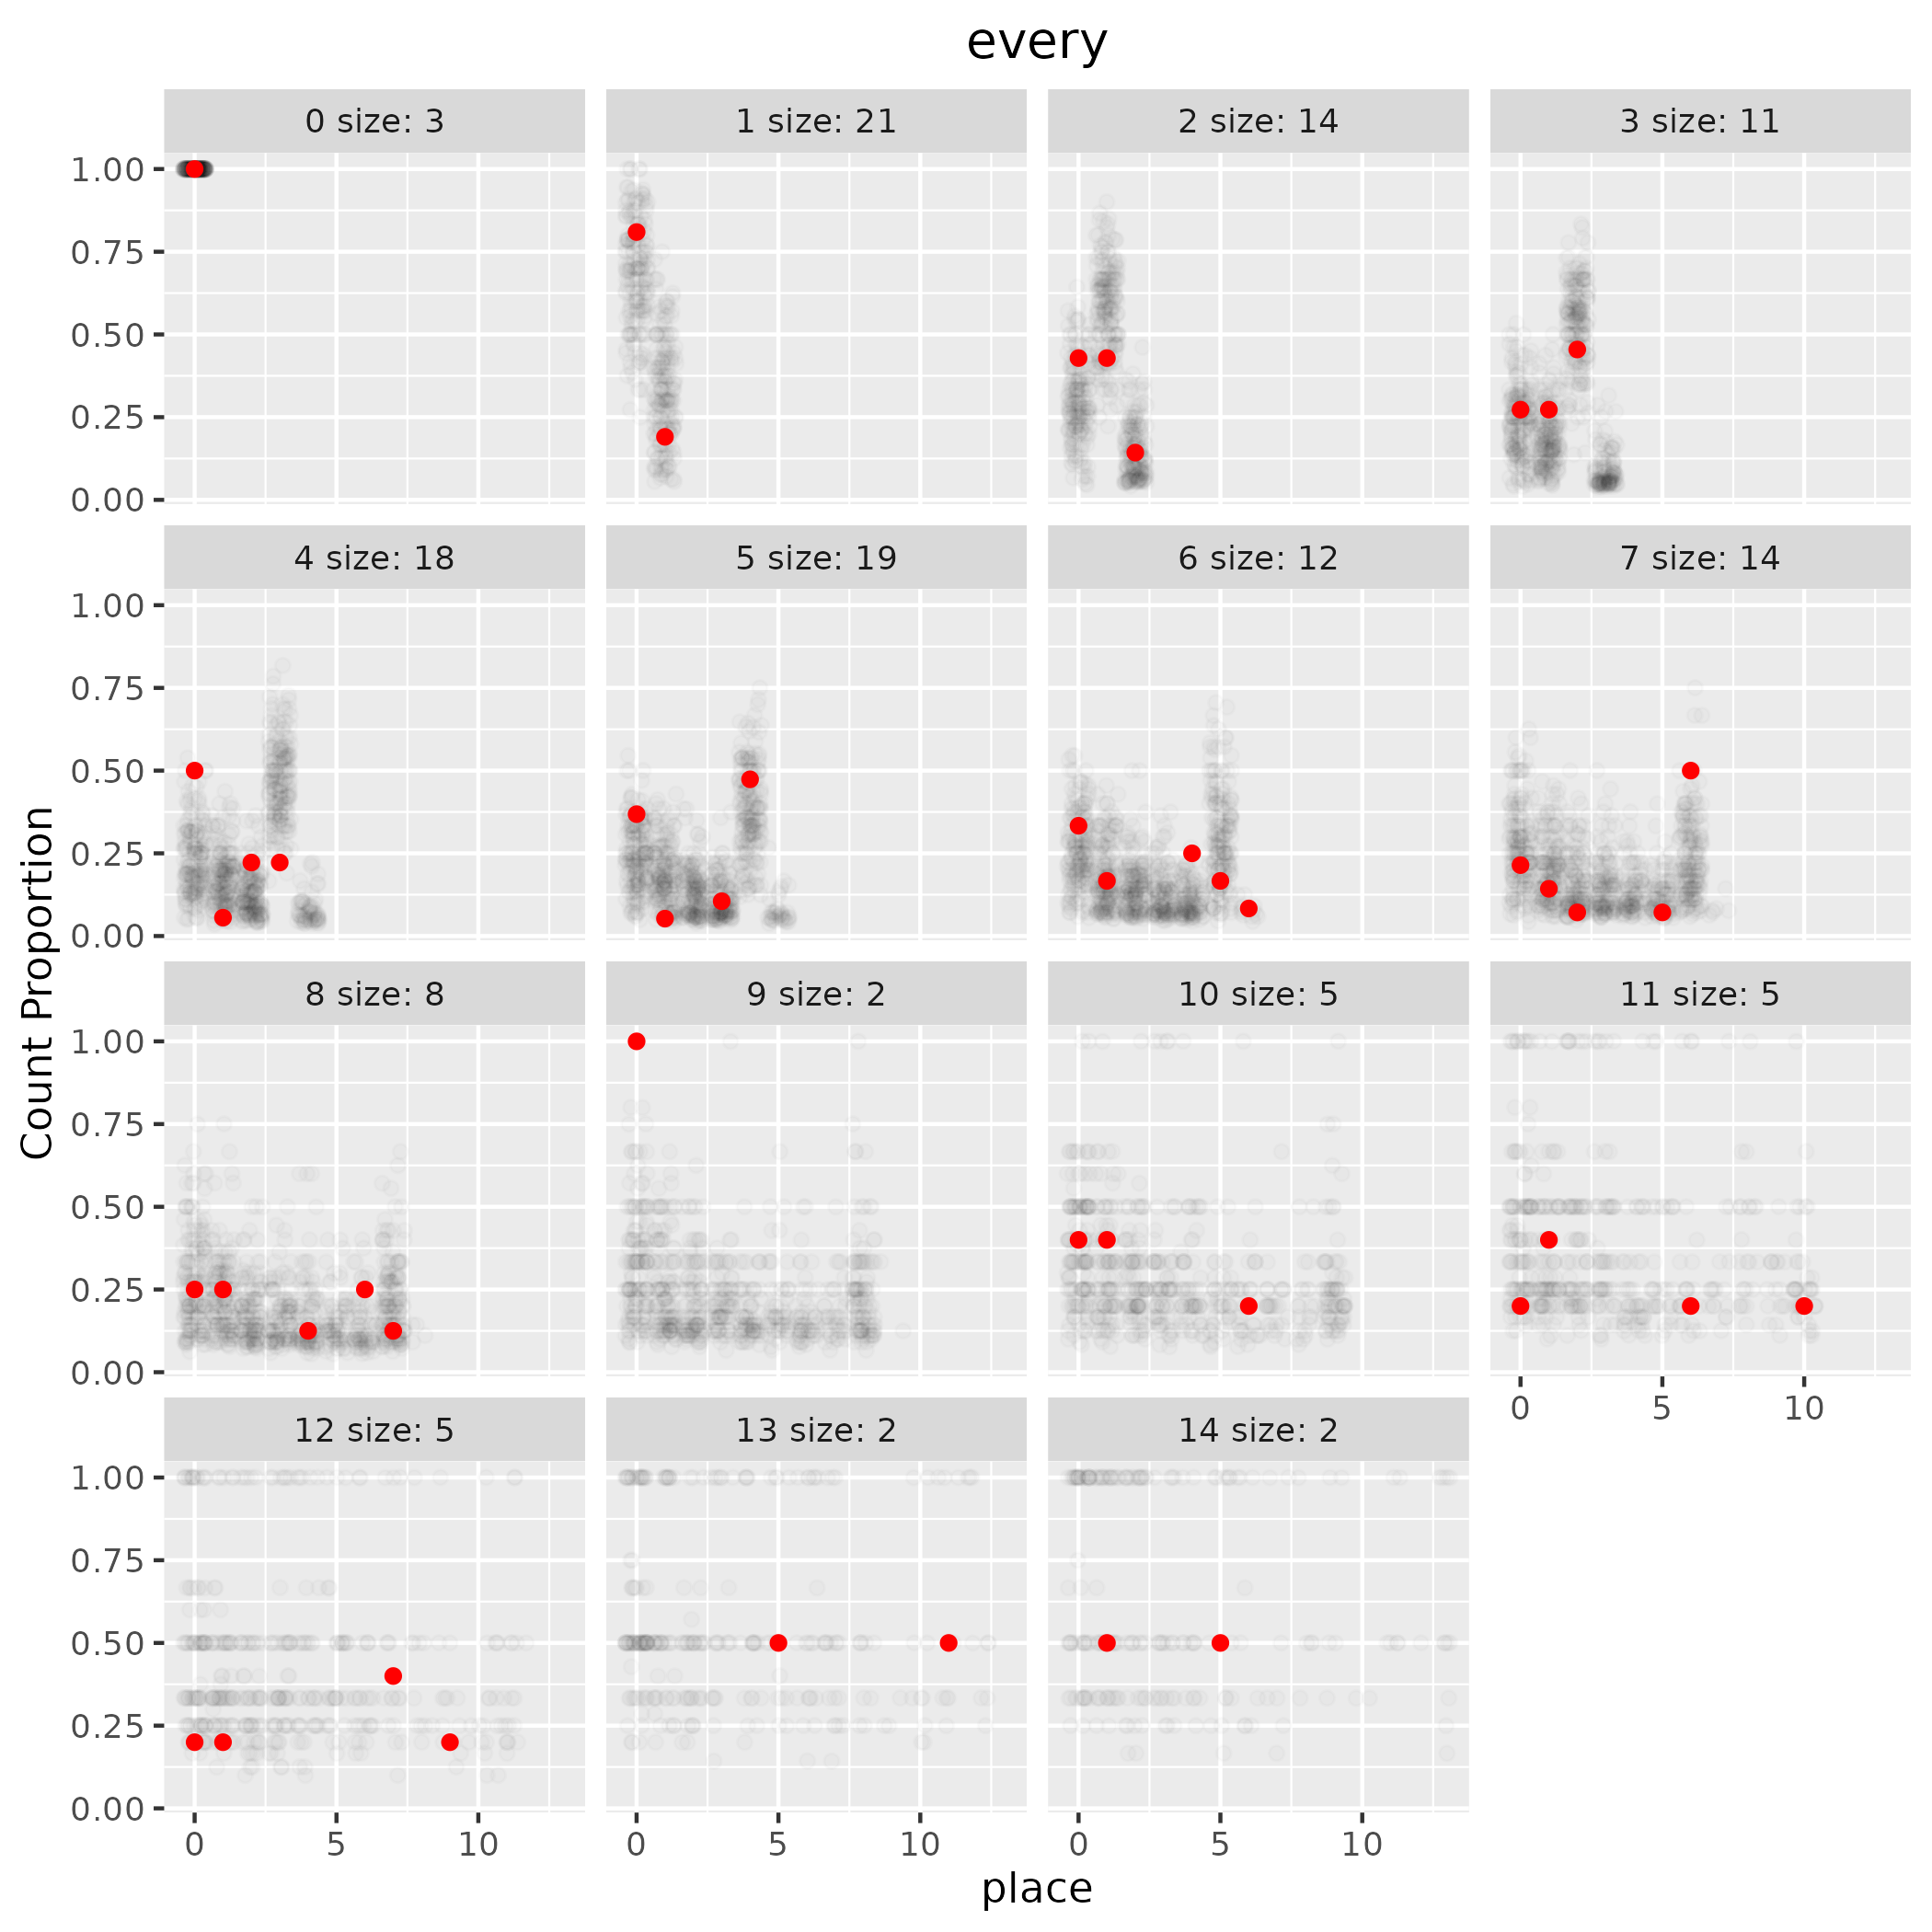 every
0 size: 3
1 size: 21
2 size: 14
3 size: 11
1.00
0.75
0.50
0.25
0.00
4 size: 18
5 size: 19
6 size: 12
7 size: 14
1.00
0.75
0.50
0.25
0.00
8 size: 8
9 size: 2
10 size: 5
11 size: 5
1.00
0.75
0.50
0.25
0.00
0 5 10
12 size: 5
13 size: 2
14 size: 2
1.00
0.75
0.50
0.25
0.00
0 5 10
0 5 10
0 5 10
place
Count Proportion